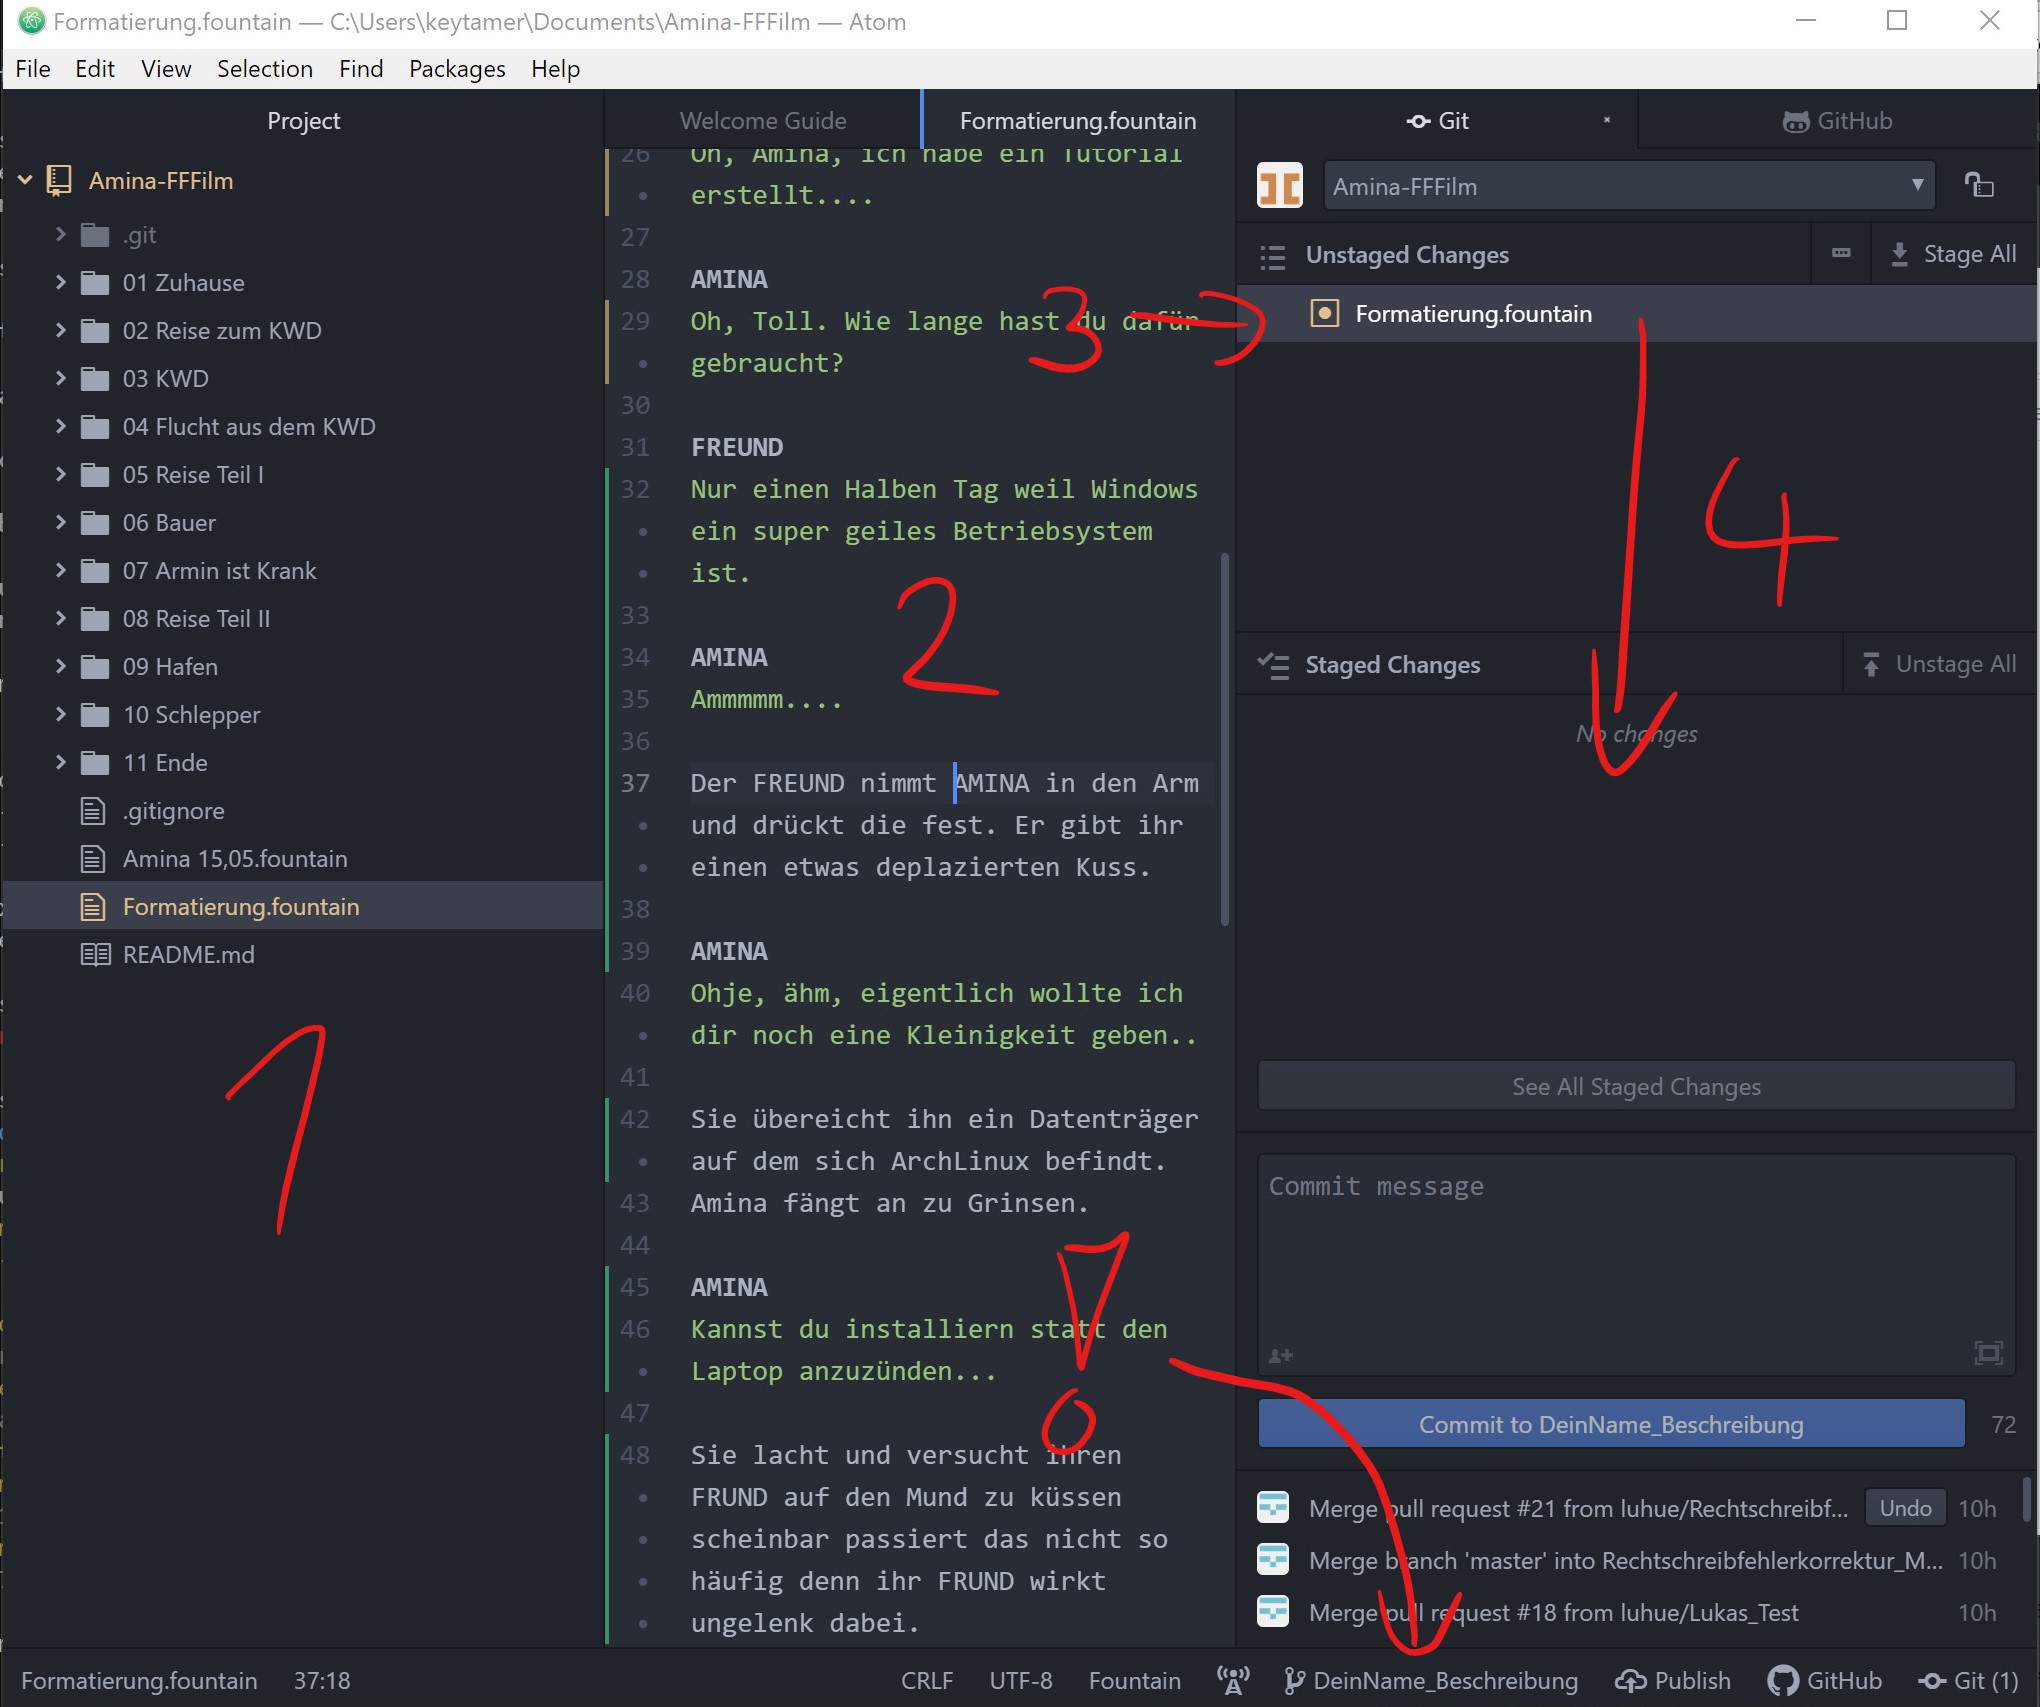 Formatierung.fountain — C:\Users\keytamer\Documents\Amina-FFFilm — Atom
File Edit View Selection Find Packages Help
Project
Amina-FFFilm
.git
01 Zuhause
02 Reise zum KWD
03 KWD
04 Flucht aus dem KWD
05 Reise Teil I
06 Bauer
07 Armin ist Krank
08 Reise Teil II
09 Hafen
10 Schlepper
11 Ende
.gitignore
Amina 15,05.fountain
Formatierung.fountain
README.md
1
Welcome Guide Formatierung.fountain
26 Oh, Amina, ich habe ein Tutorial
• erstellt....
27
28 AMINA
29 Oh, Toll. Wie lange hast du dafür
• gebraucht?
30
31 FREUND
32 Nur einen Halben Tag weil Windows
• ein super geiles Betriebsystem
• ist.
33
34 AMINA
35 Ammmmm....
36
37 Der FREUND nimmt AMINA in den Arm
• und drückt die fest. Er gibt ihr
• einen etwas deplazierten Kuss.
38
39 AMINA
40 Ohje, ähm, eigentlich wollte ich
• dir noch eine Kleinigkeit geben..
41
42 Sie übereicht ihn ein Datenträger
• auf dem sich ArchLinux befindt.
43 Amina fängt an zu Grinsen.
44
45 AMINA
46 Kannst du installiern statt den
• Laptop anzuzünden...
47
48 Sie lacht und versucht ihren
• FRUND auf den Mund zu küssen
• scheinbar passiert das nicht so
• häufig denn ihr FRUND wirkt
• ungelenk dabei.
2
!
Git GitHub
Amina-FFFilm
Unstaged Changes Stage All
3
Formatierung.fountain
4
Staged Changes Unstage All
No changes
See All Staged Changes
Commit message
Commit to DeinName_Beschreibung 72
Merge pull request #21 from luhue/Rechtschreibf... Undo 10h
Merge branch 'master' into Rechtschreibfehlerkorrektur_M... 10h
Merge pull request #18 from luhue/Lukas_Test 10h
Formatierung.fountain 37:18 CRLF UTF-8 Fountain DeinName_Beschreibung Publish GitHub Git (1)